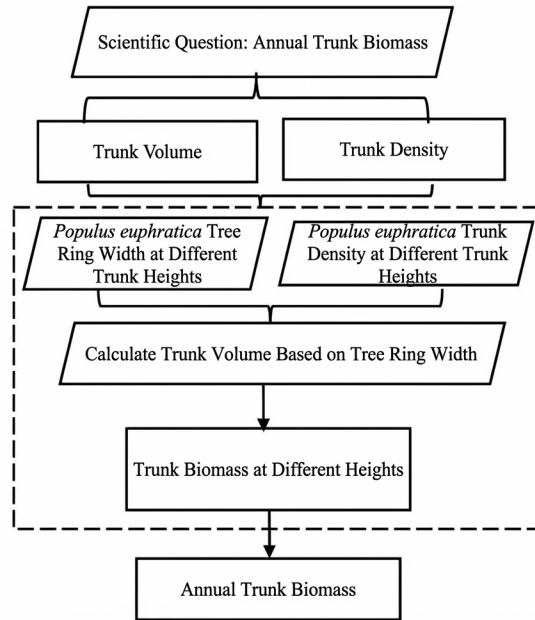 Scientific Question: Annual Trunk Biomass
Trunk Volume
Trunk Density
Populus euphratica Tree
Ring Width at Different
Trunk Heights
Populus euphratica Trunk
Density at Different Trunk
Heights
Calculate Trunk Volume Based on Tree Ring Width
Trunk Biomass at Different Heights
Annual Trunk Biomass